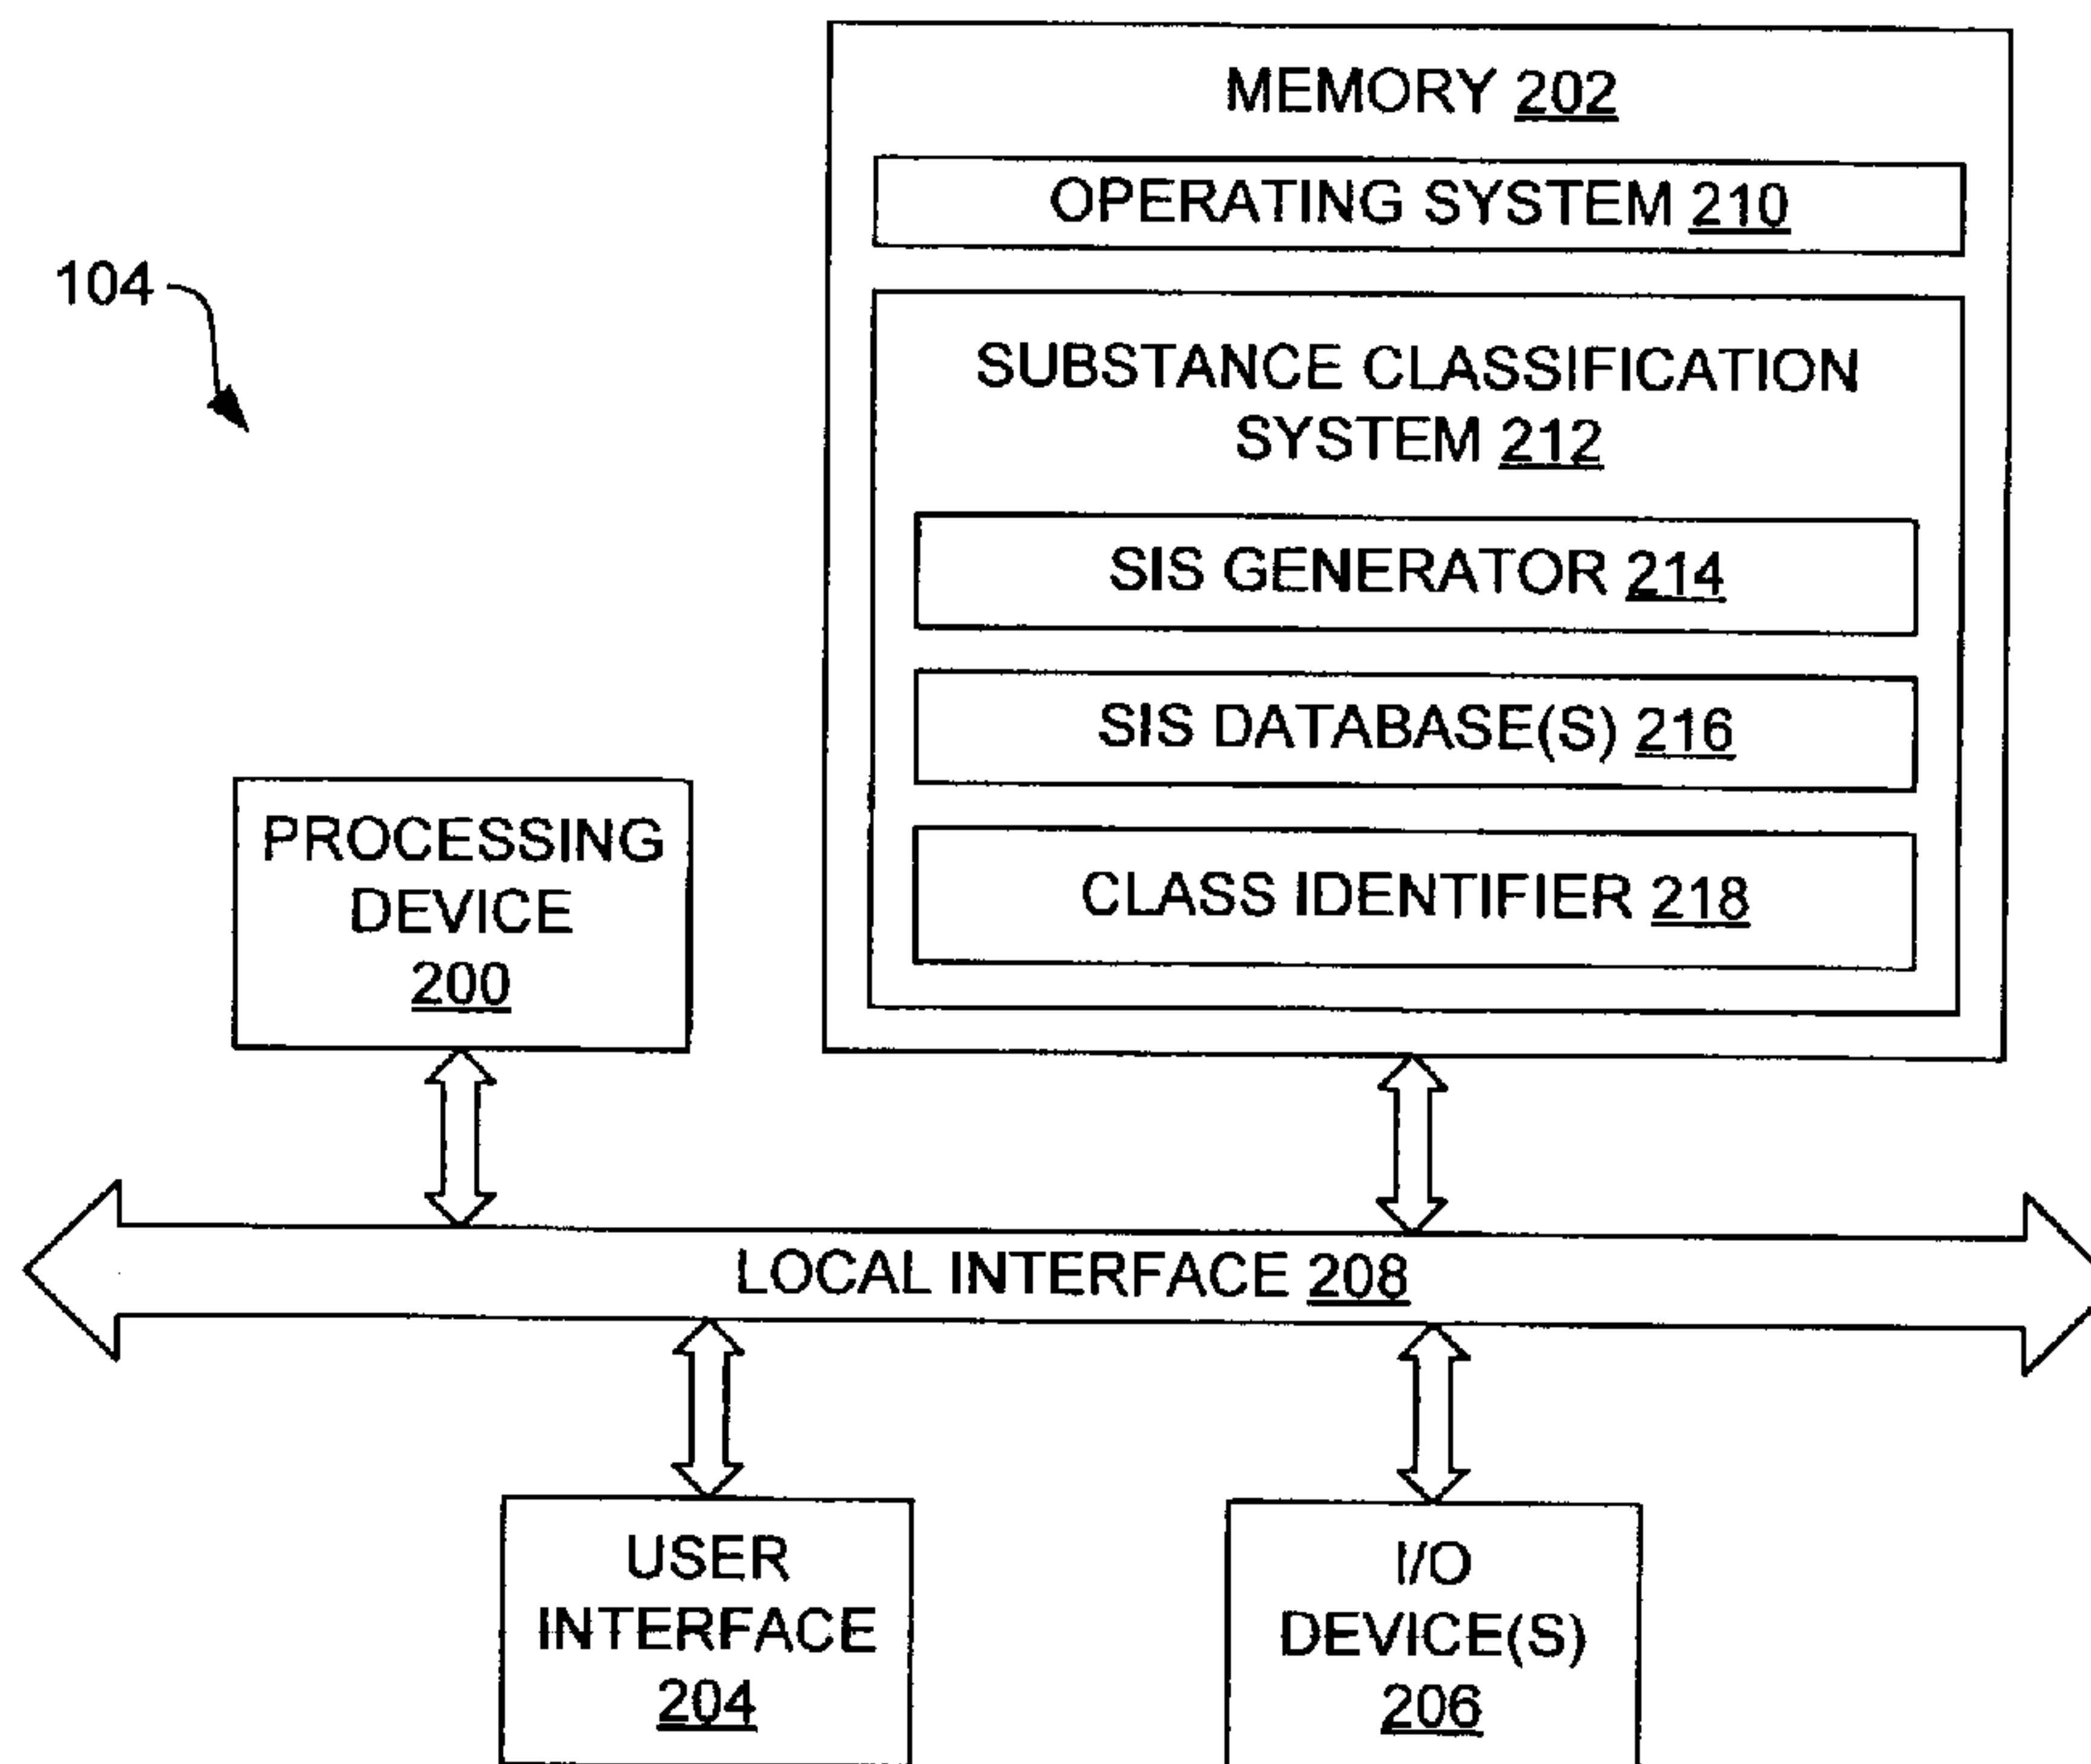 MEMORY 202
OPERATING SYSTEM 210
104
SUBSTANCE CLASSIFICATION
SYSTEM 212
SIS GENERATOR 214
SIS DATABASE(S) 216
CLASS IDENTIFIER 218
PROCESSING
DEVICE
200
LOCAL INTERFACE 208
USER
INTERFACE
204
I/O
DEVICE(S)
206